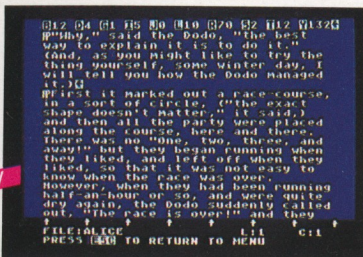 B12 D4 G1 T5 J0 L10 R70 S2 T12 Y132
"Why," said the Dodo, "the best
way to explain it is to do it."
(And, as you might like to try the
thing yourself, some winter day, I
will tell you how the Dodo managed
it.)
First it marked out a race-course,
in a sort of circle, ("the exact
shape doesn't matter," it said,)
and then all the party were placed
along the course, here and there.
There was no "One, two, three, and
away!" but they began running when
they liked, and left off when they
liked, so that it was not easy to
know when the race was over.
However, when they had been running
half-an-hour or so, and were quite
dry again, the Dodo suddenly called
out, "The race is over!" and they
FILE:ALICE L:1 C:1
PRESS ESC TO RETURN TO MENU